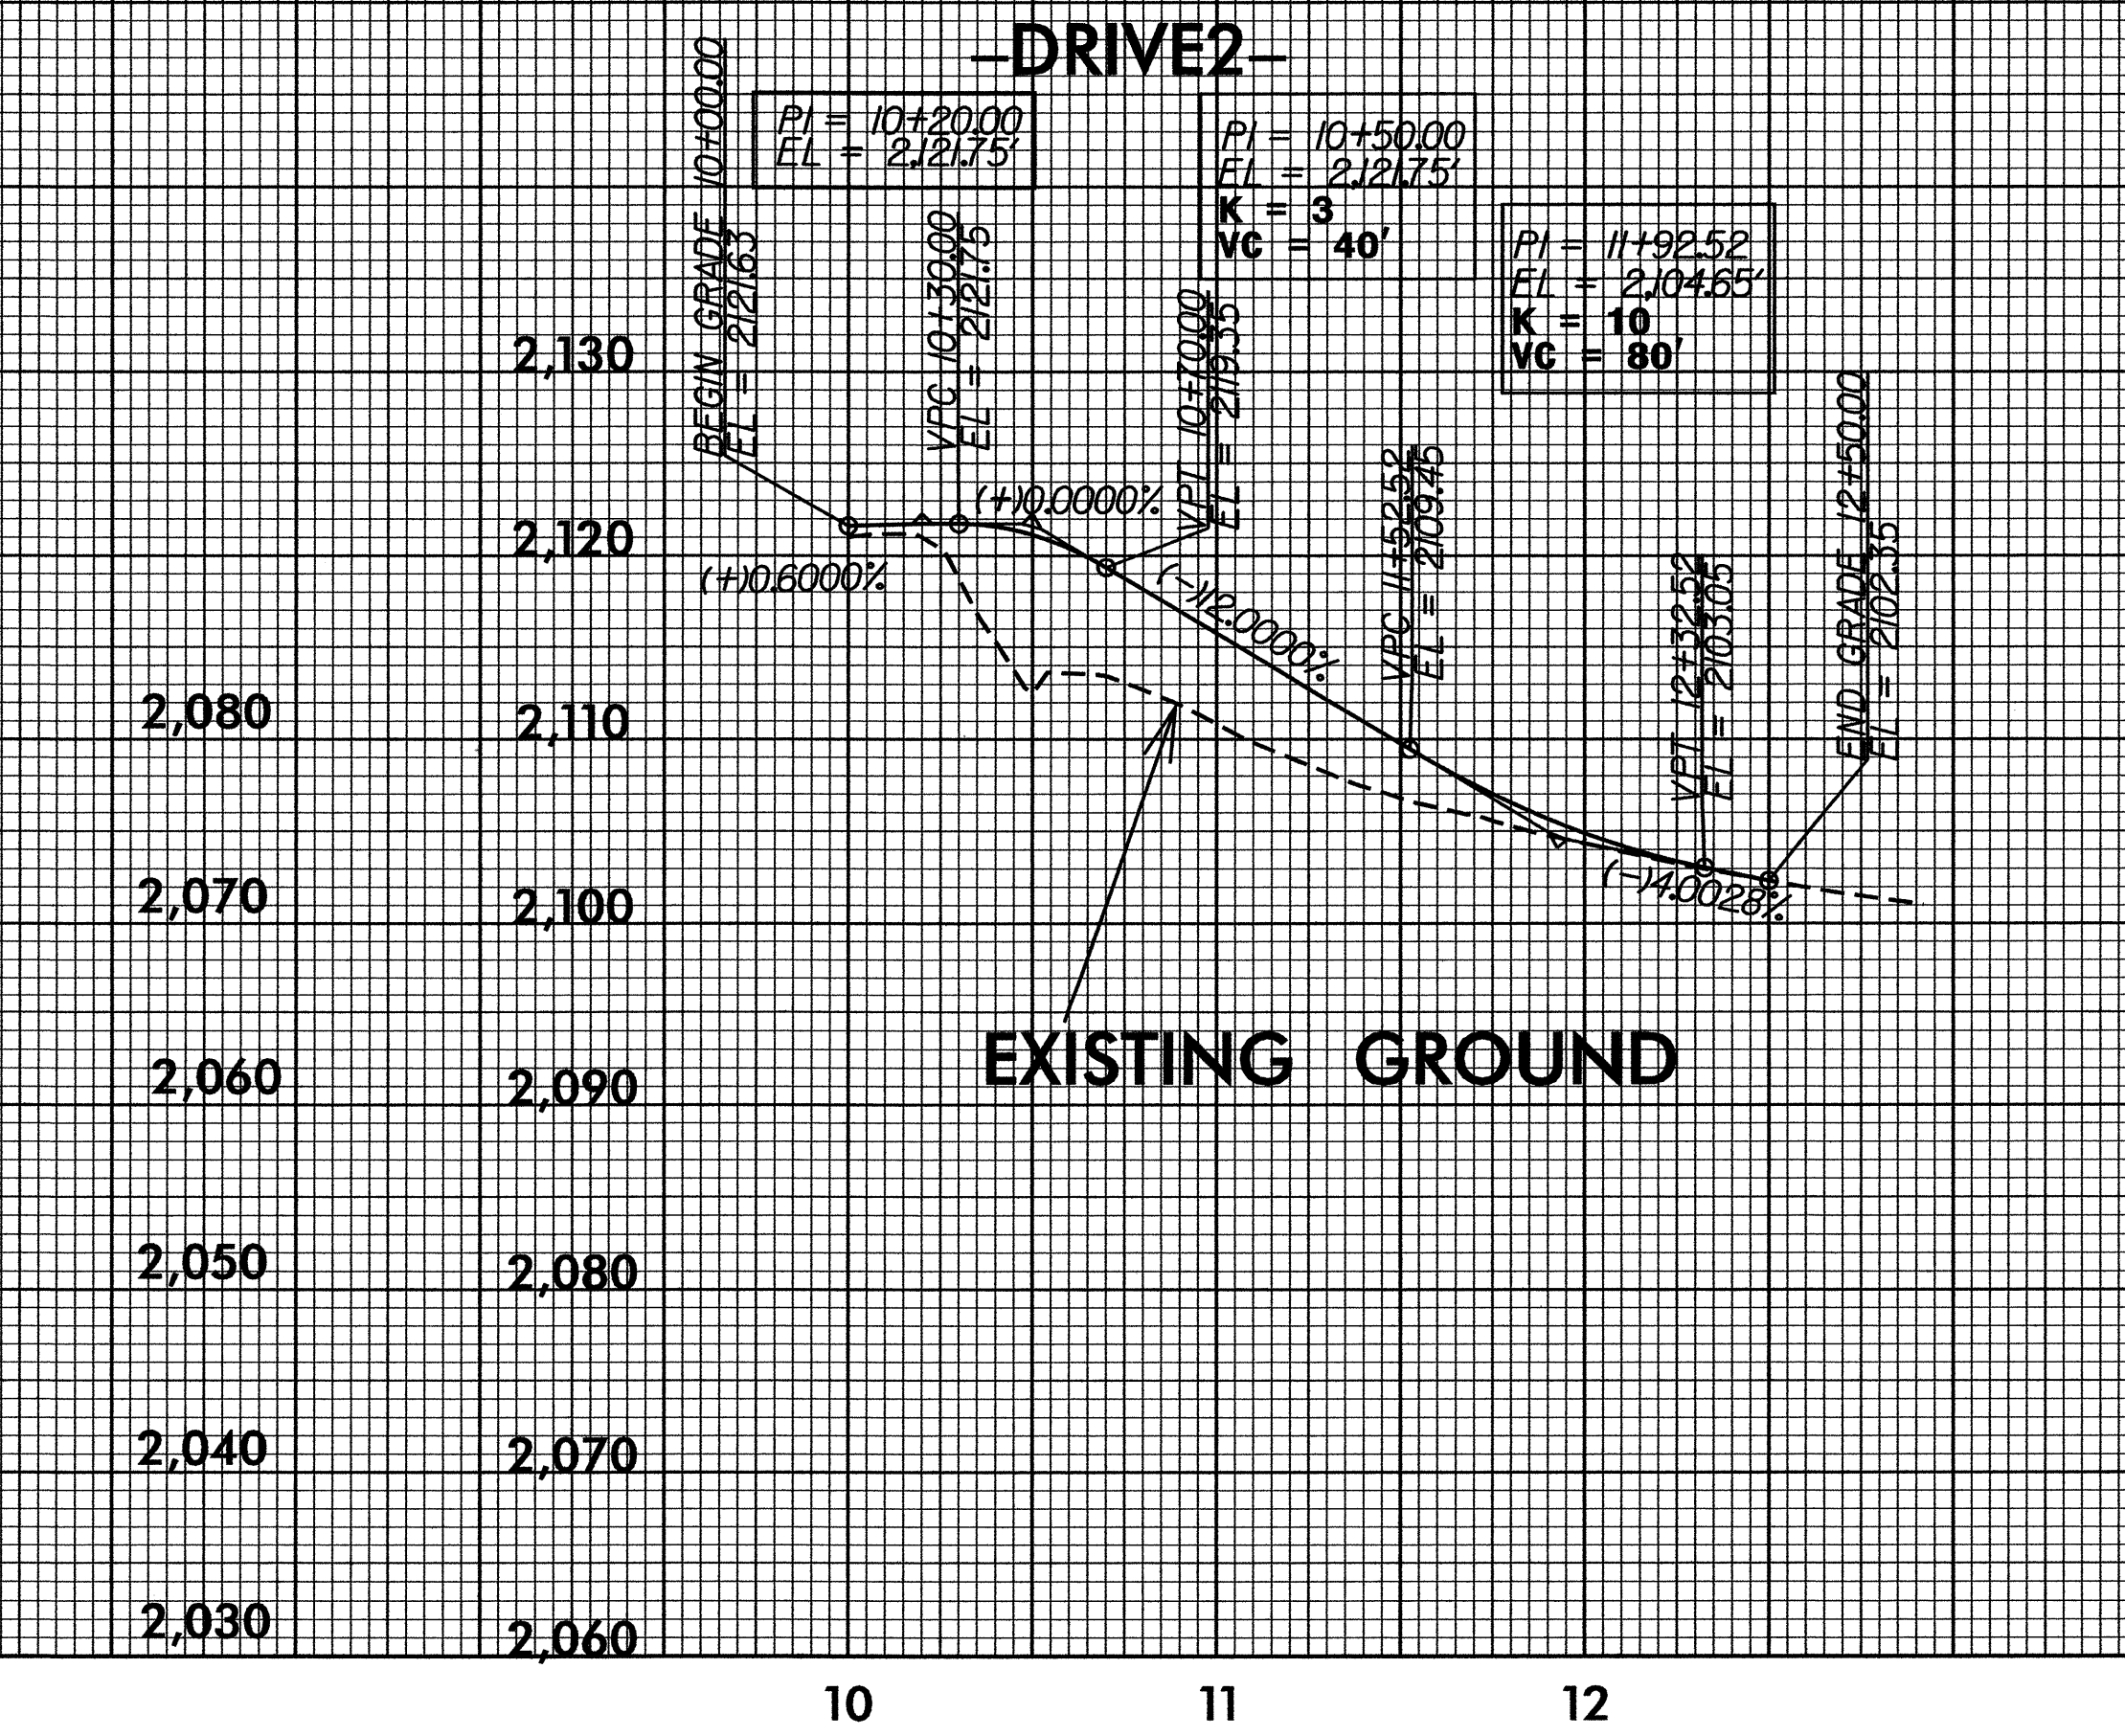 -DRIVE2-
BEGIN GRADE 10+00.00
EL = 2121.63
PI = 10+20.00
EL = 2,121.75'
VPC 10+30.00
EL = 2121.75
PI = 10+50.00
EL = 2,121.75'
K = 3
VC = 40'
VPT 10+70.00
EL = 2119.35
PI = 11+92.52
EL = 2,104.65'
K = 10
VC = 80'
VPC 11+52.52
EL = 2109.45
VPT 12+32.52
EL = 2103.05
END GRADE 12+50.00
EL = 2102.35
(+)0.6000%
(+)0.0000%
(-)12.0000%
(-)4.0028%
EXISTING GROUND
2,130
2,120
2,110
2,100
2,090
2,080
2,070
2,060
2,080
2,070
2,060
2,050
2,040
2,030
10
11
12